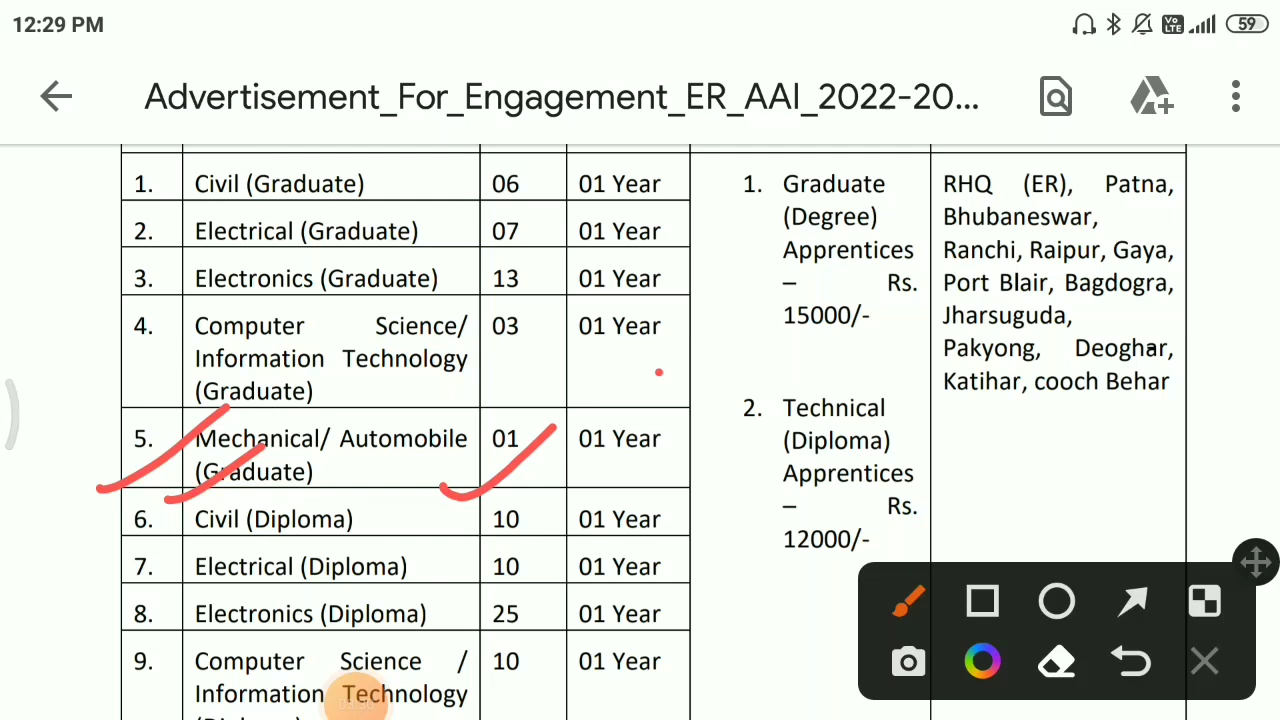 12:29 PM
Vo LTE
59
Advertisement_For_Engagement_ER_AAI_2022-20...
1. Civil (Graduate) 06 01 Year
2. Electrical (Graduate) 07 01 Year
3. Electronics (Graduate) 13 01 Year
4. Computer Science/ 03 01 Year
Information Technology
(Graduate)
5. Mechanical/ Automobile 01 01 Year
(Graduate)
6. Civil (Diploma) 10 01 Year
7. Electrical (Diploma) 10 01 Year
8. Electronics (Diploma) 25 01 Year
9. Computer Science / 10 01 Year
Information Technology
1. Graduate
(Degree)
Apprentices
– Rs.
15000/-
2. Technical
(Diploma)
Apprentices
– Rs.
12000/-
RHQ (ER), Patna,
Bhubaneswar,
Ranchi, Raipur, Gaya,
Port Blair, Bagdogra,
Jharsuguda,
Pakyong, Deoghar,
Katihar, cooch Behar